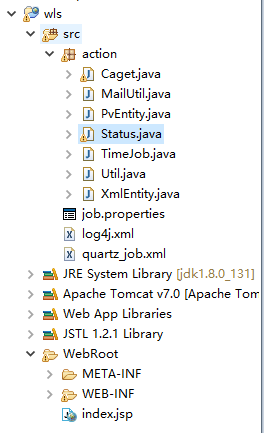 wls
src
action
Caget.java
MailUtil.java
PvEntity.java
Status.java
TimeJob.java
Util.java
XmlEntity.java
job.properties
log4j.xml
quartz_job.xml
JRE System Library [jdk1.8.0_131]
Apache Tomcat v7.0 [Apache Tom
Web App Libraries
JSTL 1.2.1 Library
WebRoot
META-INF
WEB-INF
index.jsp